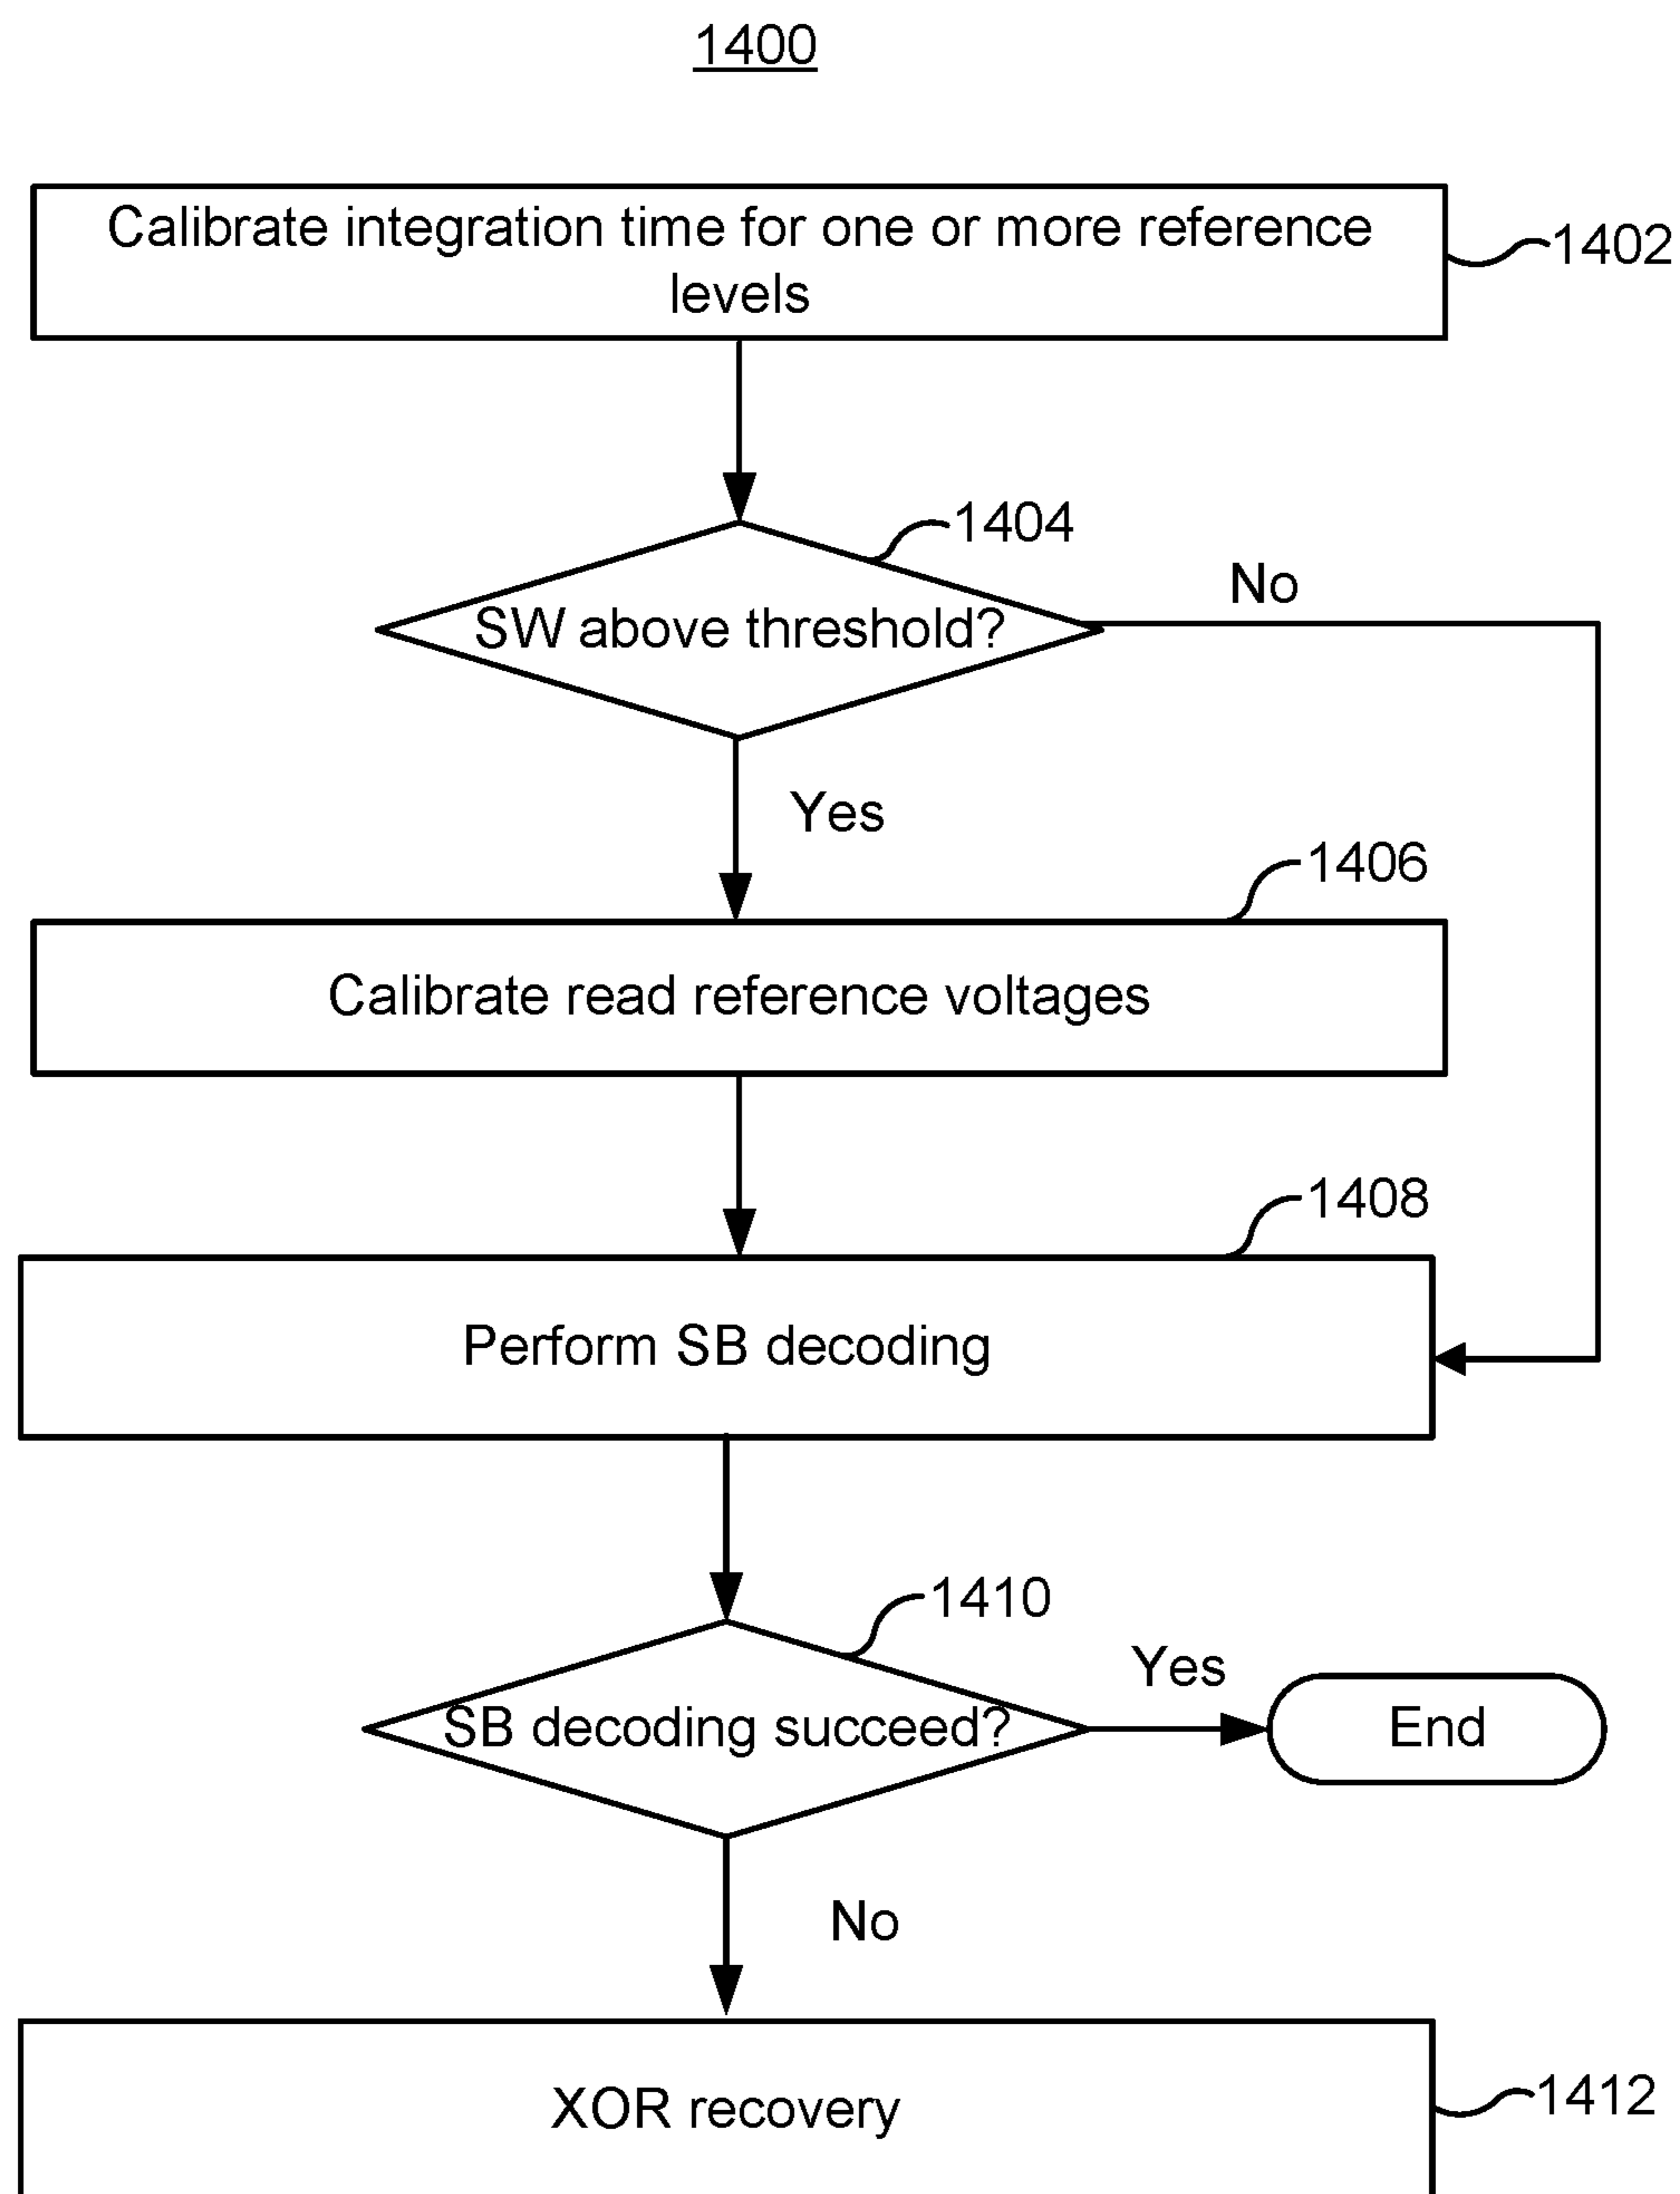 1400
Calibrate integration time for one or more reference
levels
1402
1404
SW above threshold?
No
Yes
1406
Calibrate read reference voltages
1408
Perform SB decoding
1410
SB decoding succeed?
Yes
End
No
XOR recovery
1412